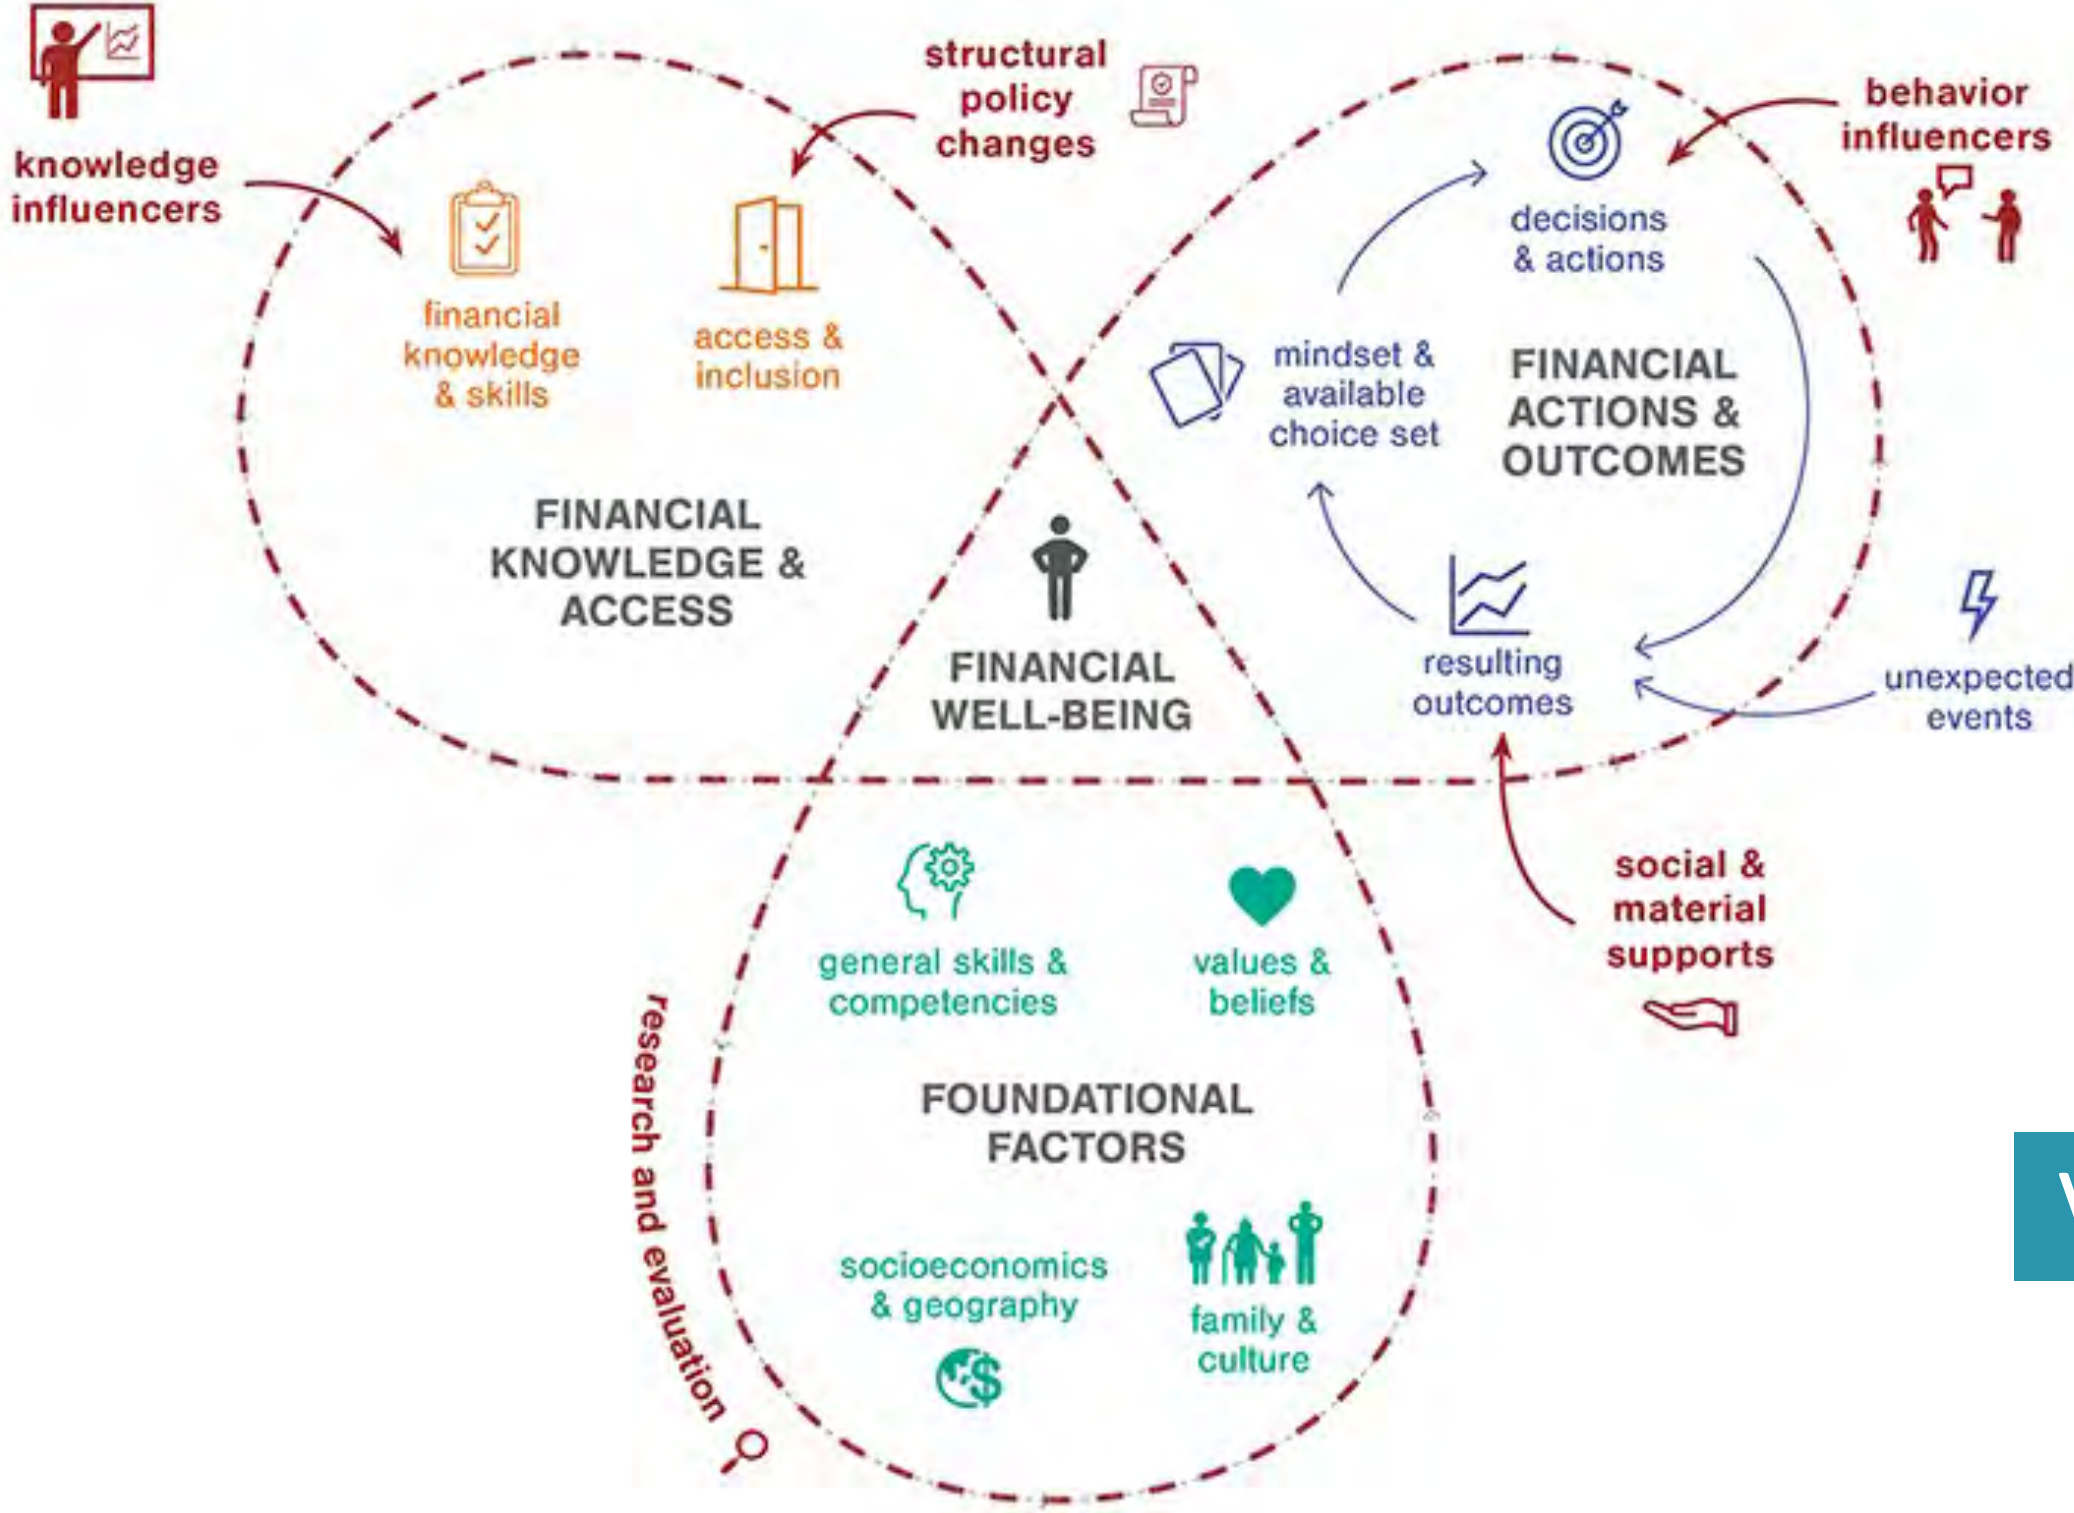 knowledge
influencers
structural
policy
changes
behavior
influencers
financial
knowledge
& skills
access &
inclusion
FINANCIAL
KNOWLEDGE &
ACCESS
decisions
& actions
mindset &
available
choice set
FINANCIAL
ACTIONS &
OUTCOMES
resulting
outcomes
unexpected
events
FINANCIAL
WELL-BEING
social &
material
supports
general skills &
competencies
values &
beliefs
FOUNDATIONAL
FACTORS
socioeconomics
& geography
family &
culture
research and evaluation